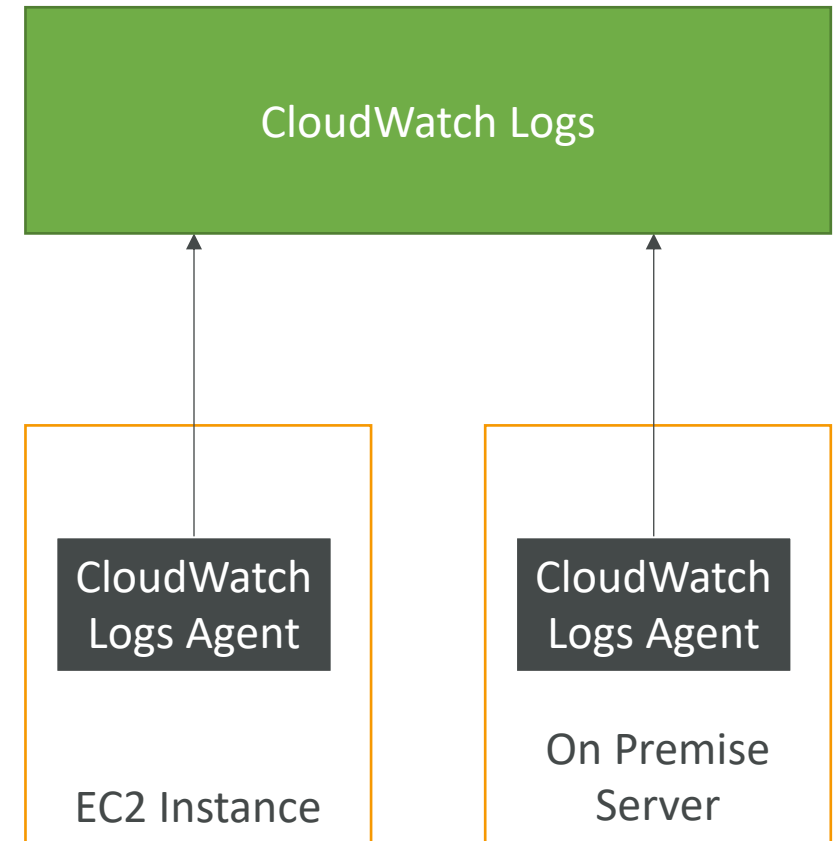 CloudWatch Logs
CloudWatch
Logs Agent
EC2 Instance
CloudWatch
Logs Agent
On Premise
Server